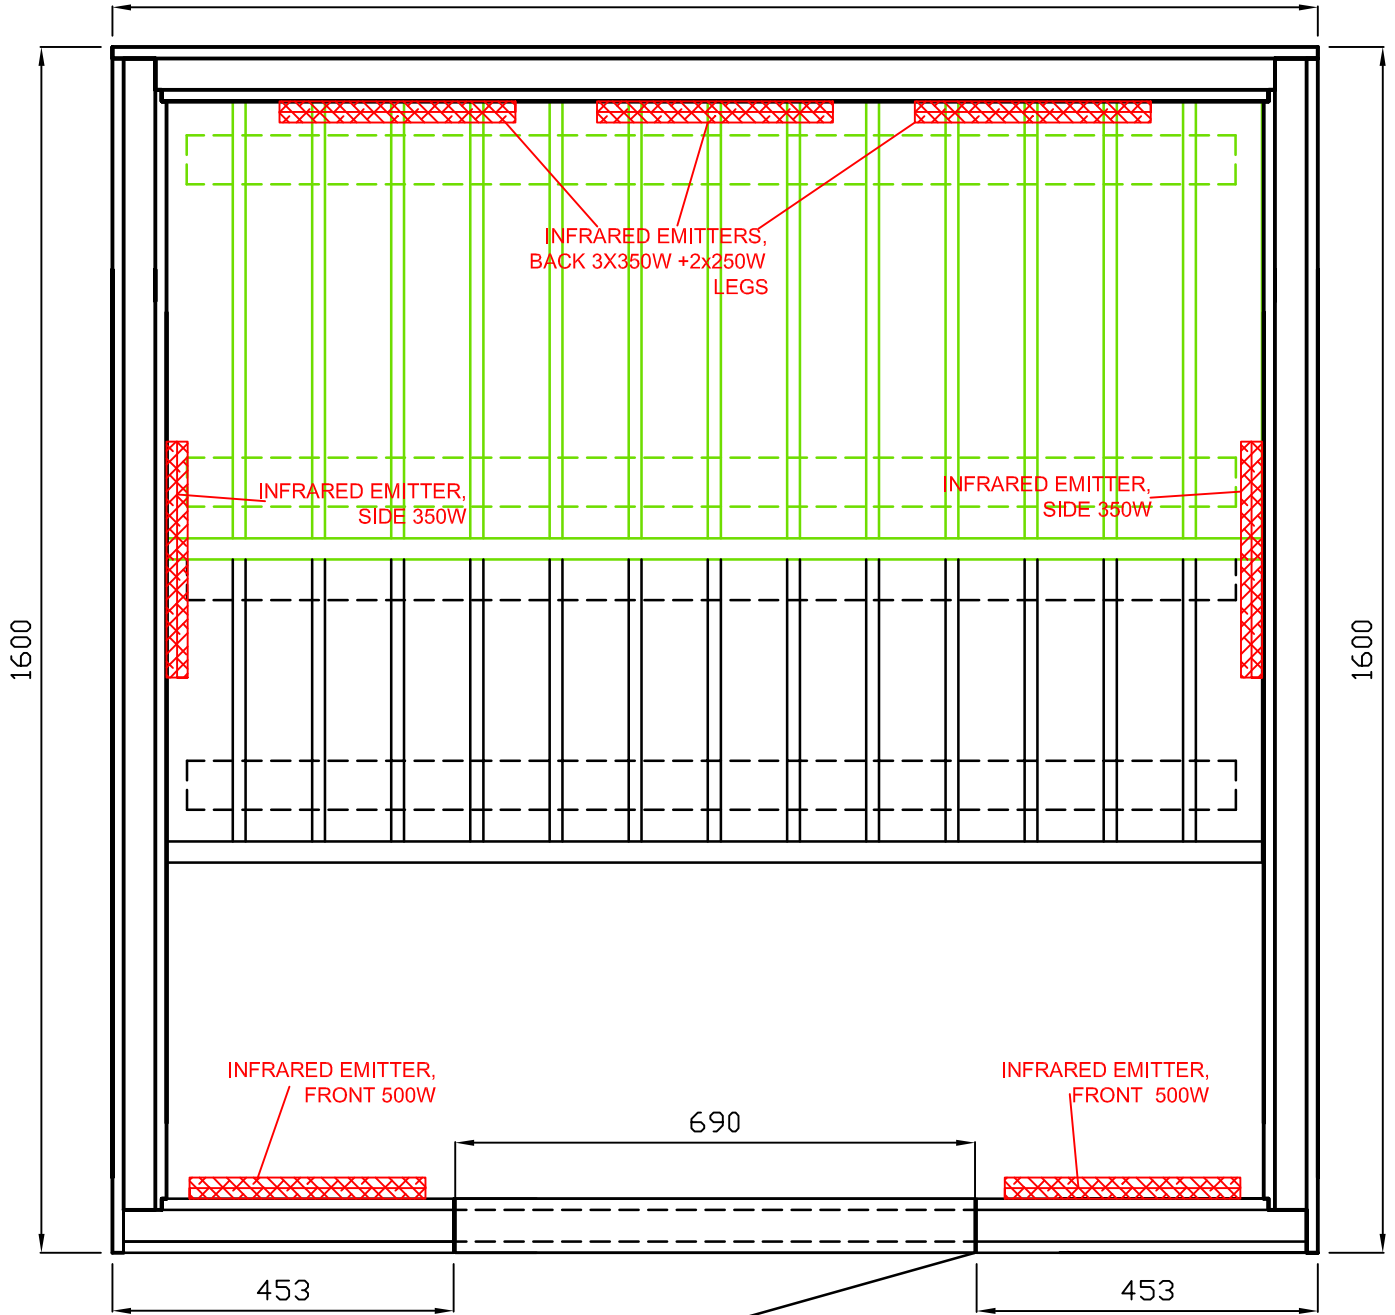 INFRARED EMITTERS,
BACK 3X350W +2x250W
LEGS
INFRARED EMITTER,
SIDE 350W
INFRARED EMITTER,
SIDE 350W
1600
1600
INFRARED EMITTER,
FRONT 500W
INFRARED EMITTER,
FRONT 500W
690
453
453